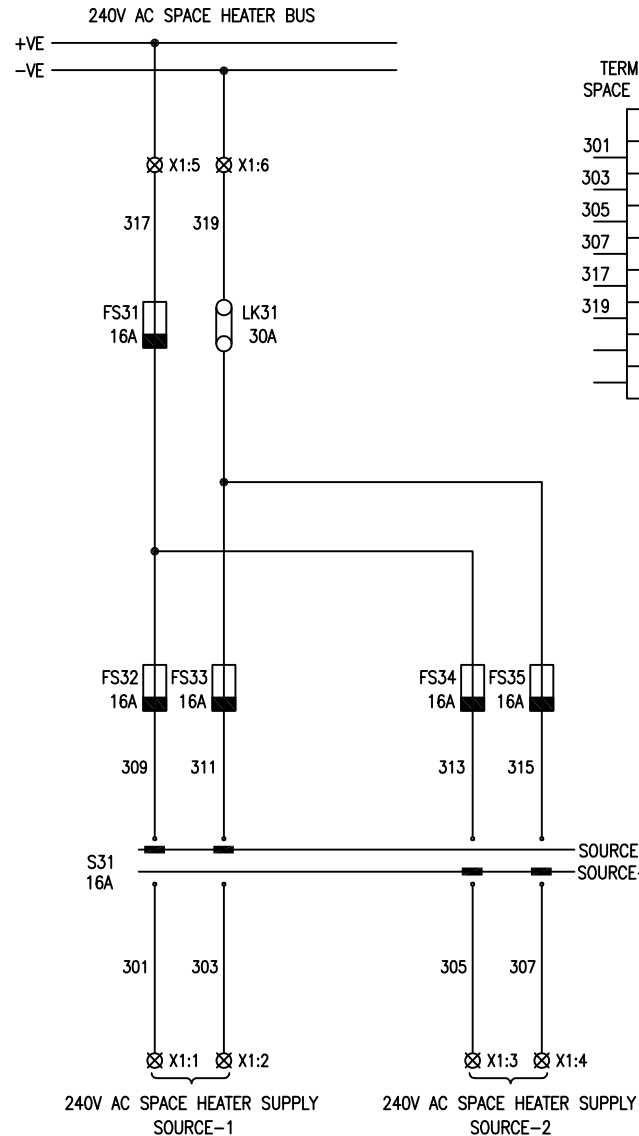 240V AC SPACE HEATER BUS
+VE
-VE
TERM
SPACE
X1:5 X1:6
301
303
305
307
317
319
317 319
FS31 LK31
16A 30A
FS32 FS33 FS34 FS35
16A 16A 16A 16A
309 311 313 315
SOURCE
S31 SOURCE-
16A
301 303 305 307
X1:1 X1:2 X1:3 X1:4
240V AC SPACE HEATER SUPPLY 240V AC SPACE HEATER SUPPLY
SOURCE-1 SOURCE-2